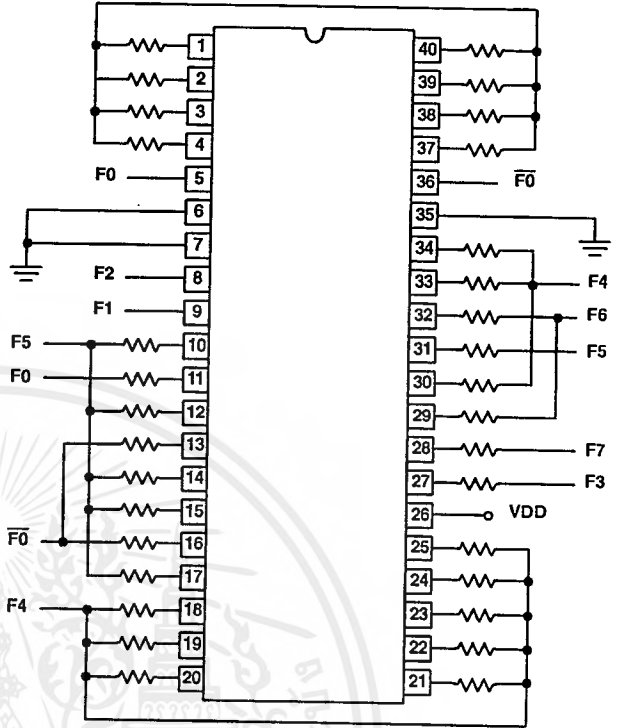 1 40
2 39
3 38
4 37
F0 5 36 F̅0̅
6 35
7 34
F2 8 33 F4
F1 9 32 F6
F5 10 31 F5
F0 11 30
12 29
13 28 F7
14 27 F3
15 26 VDD
F̅0̅ 16 25
17 24
F4 18 23
19 22
20 21